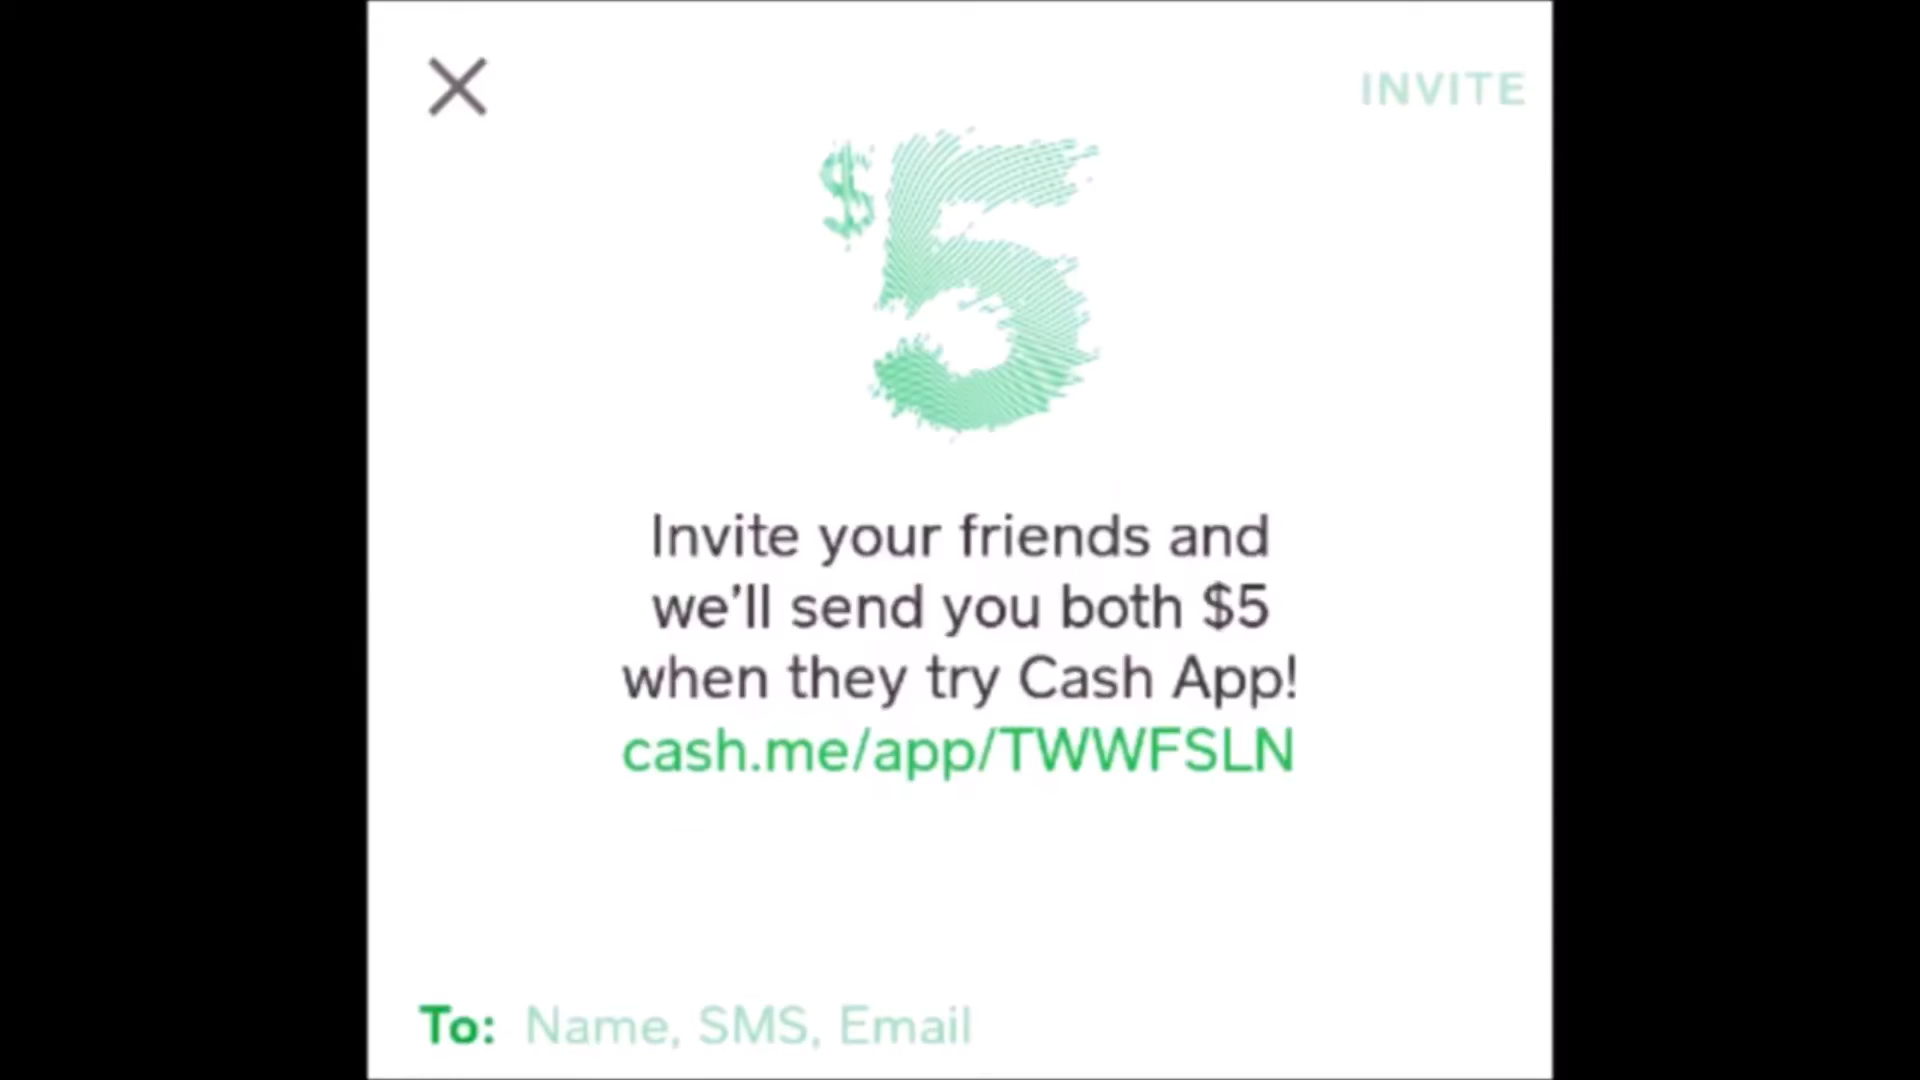 INVITE
$5
Invite your friends and
we'll send you both $5
when they try Cash App!
cash.me/app/TWWFSLN
To: Name, SMS, Email